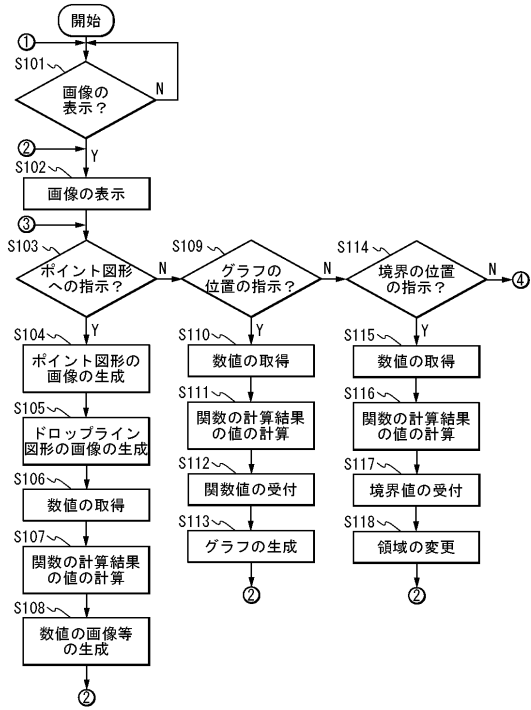 開始
①
S101
画像の
表示？
N
②
Y
S102
画像の表示
③
S103
ポイント図形
への指示？
N
Y
S104
ポイント図形の
画像の生成
S105
ドロップライン
図形の画像の生成
S106
数値の取得
S107
関数の計算結果
の値の計算
S108
数値の画像等
の生成
②
S109
グラフの
位置の指示？
N
Y
S110
数値の取得
S111
関数の計算結果
の値の計算
S112
関数値の受付
S113
グラフの生成
②
S114
境界の位置
の指示？
N
④
Y
S115
数値の取得
S116
関数の計算結果
の値の計算
S117
境界値の受付
S118
領域の変更
②